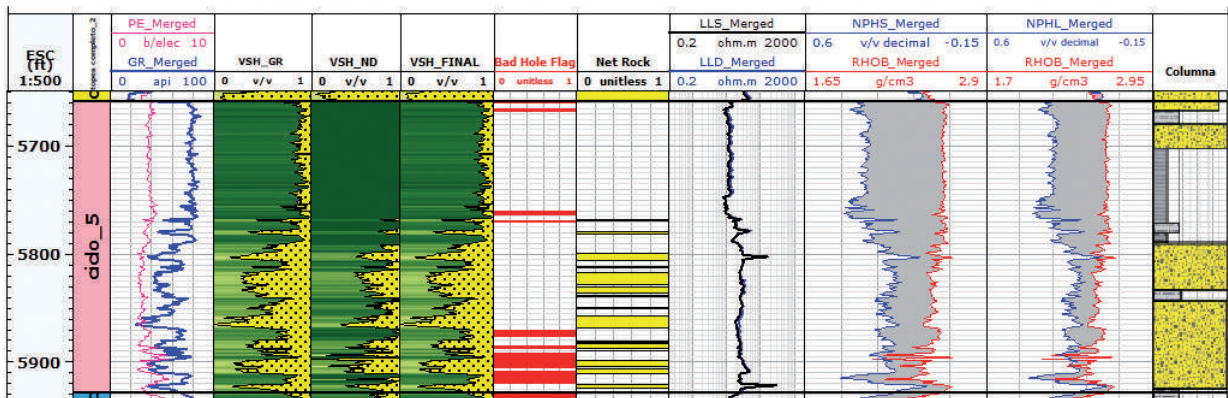 PE_Merged LLS_Merged NPHS_Merged NPHL_Merged
0 b/elec 10 0.2 ohm.m 2000 0.6 v/v decimal -0.15 0.6 v/v decimal -0.15
ESC (ft) topes completo_2 GR_Merged VSH_GR VSH_ND VSH_FINAL Bad Hole Flag Net Rock LLD_Merged RHOB_Merged RHOB_Merged Columna
1:500 0 api 100 0 v/v 1 0 v/v 1 0 v/v 1 0 unitless 1 0 unitless 1 0.2 ohm.m 2000 1.65 g/cm3 2.9 1.7 g/cm3 2.95
5700
ciclo_5
5800
5900